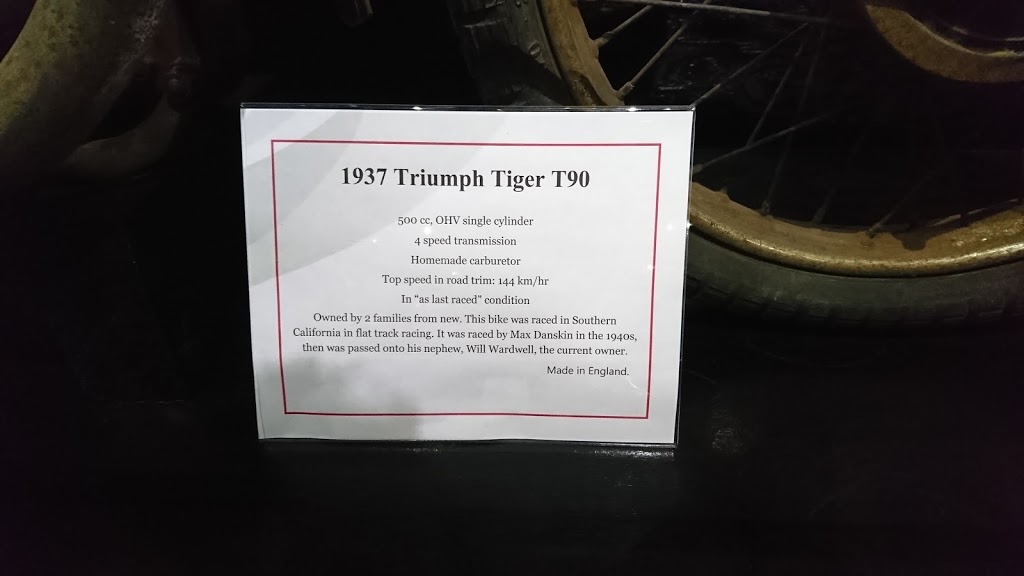 1937 Triumph Tiger T90
500 cc, OHV single cylinder
4 speed transmission
Homemade carburetor
Top speed in road trim: 144 km/hr
In “as last raced” condition
Owned by 2 families from new. This bike was raced in Southern
California in flat track racing. It was raced by Max Danskin in the 1940s,
then was passed onto his nephew, Will Wardwell, the current owner.
Made in England.